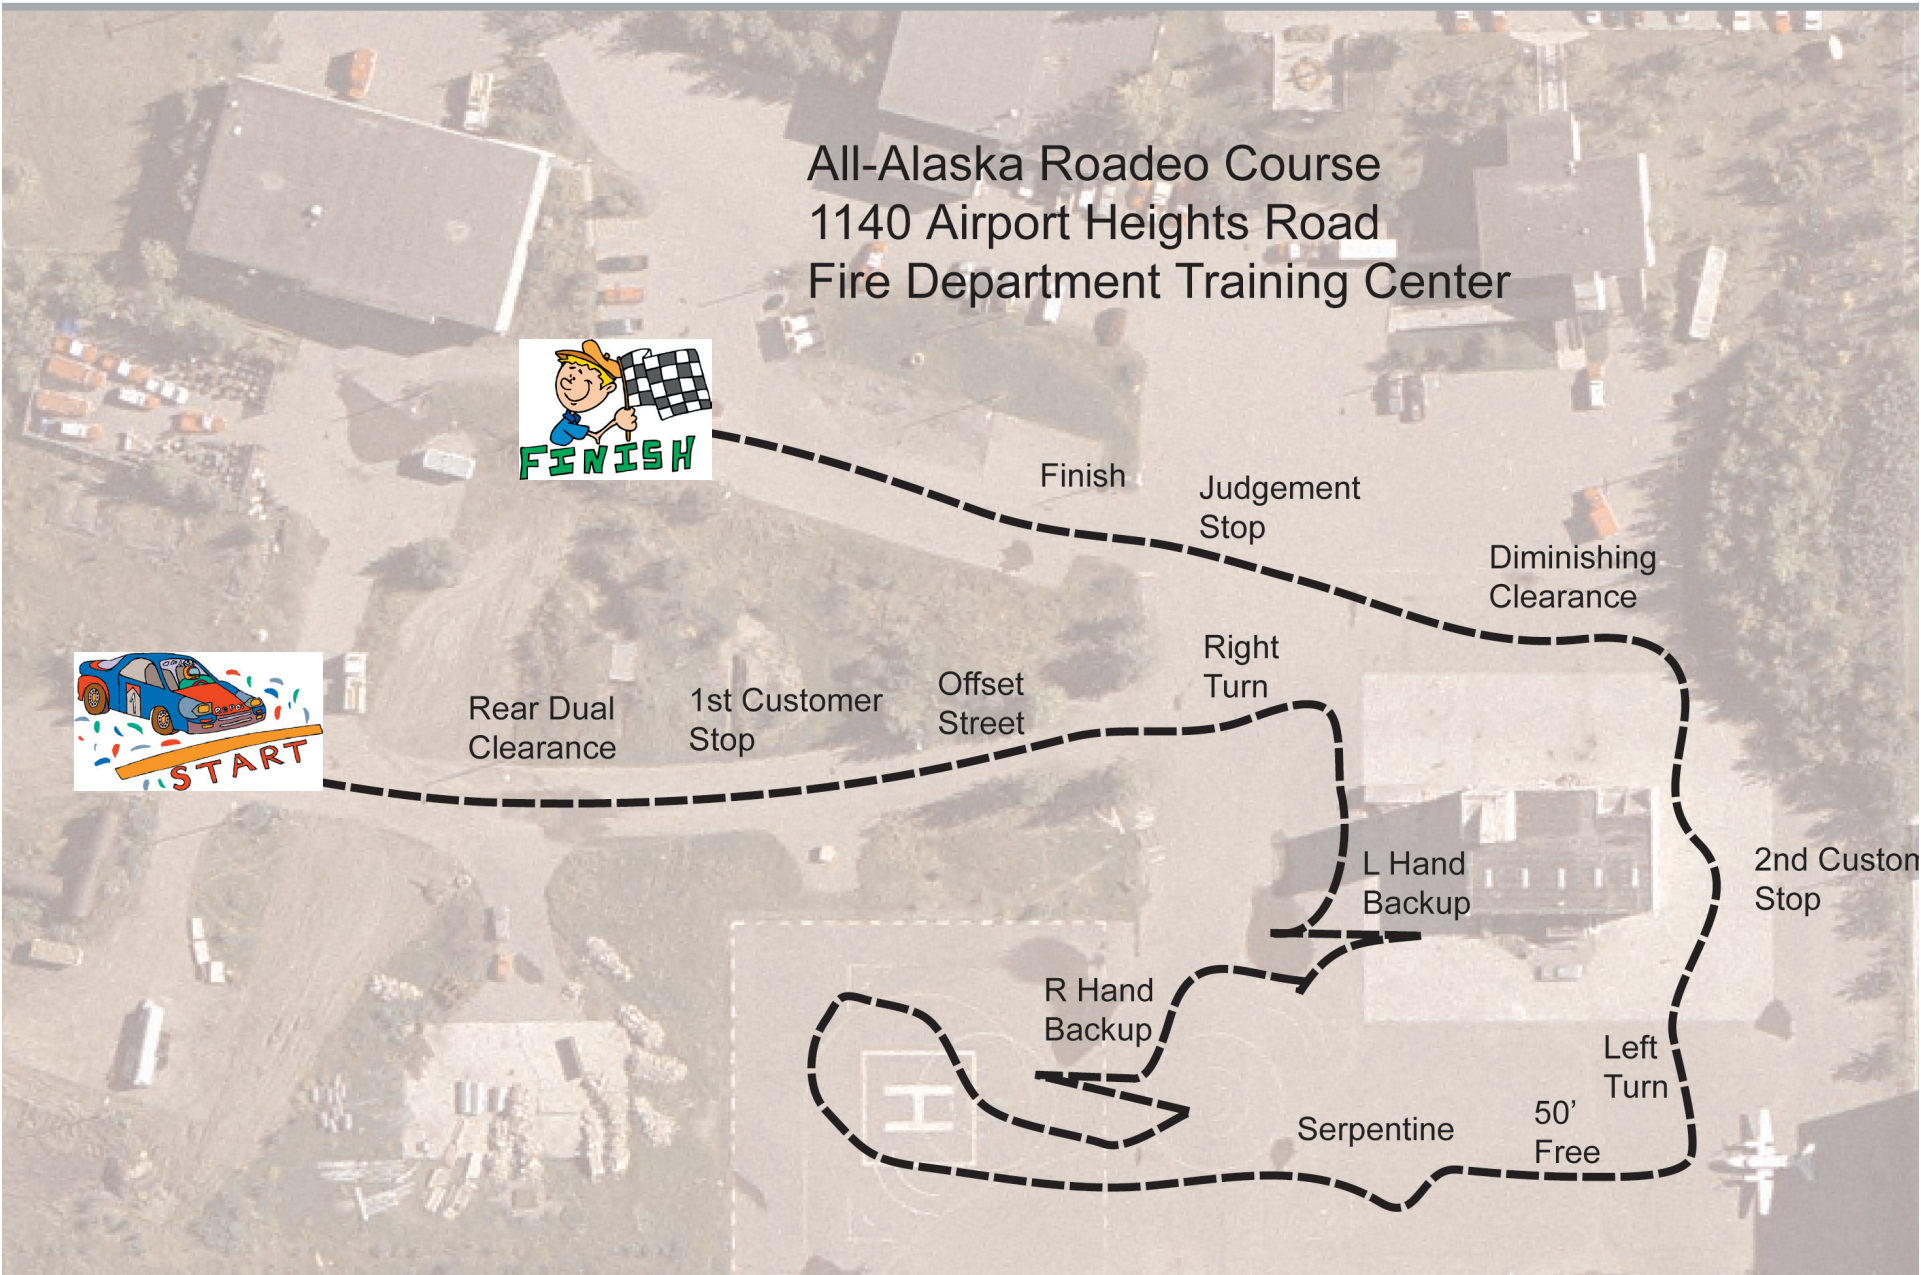 All-Alaska Roadeo Course
1140 Airport Heights Road
Fire Department Training Center
FINISH
Finish
Judgement
Stop
Diminishing
Clearance
Right
Turn
Offset
Street
1st Customer
Stop
Rear Dual
Clearance
START
L Hand
Backup
2nd Custom
Stop
R Hand
Backup
Left
Turn
50’
Free
Serpentine
H